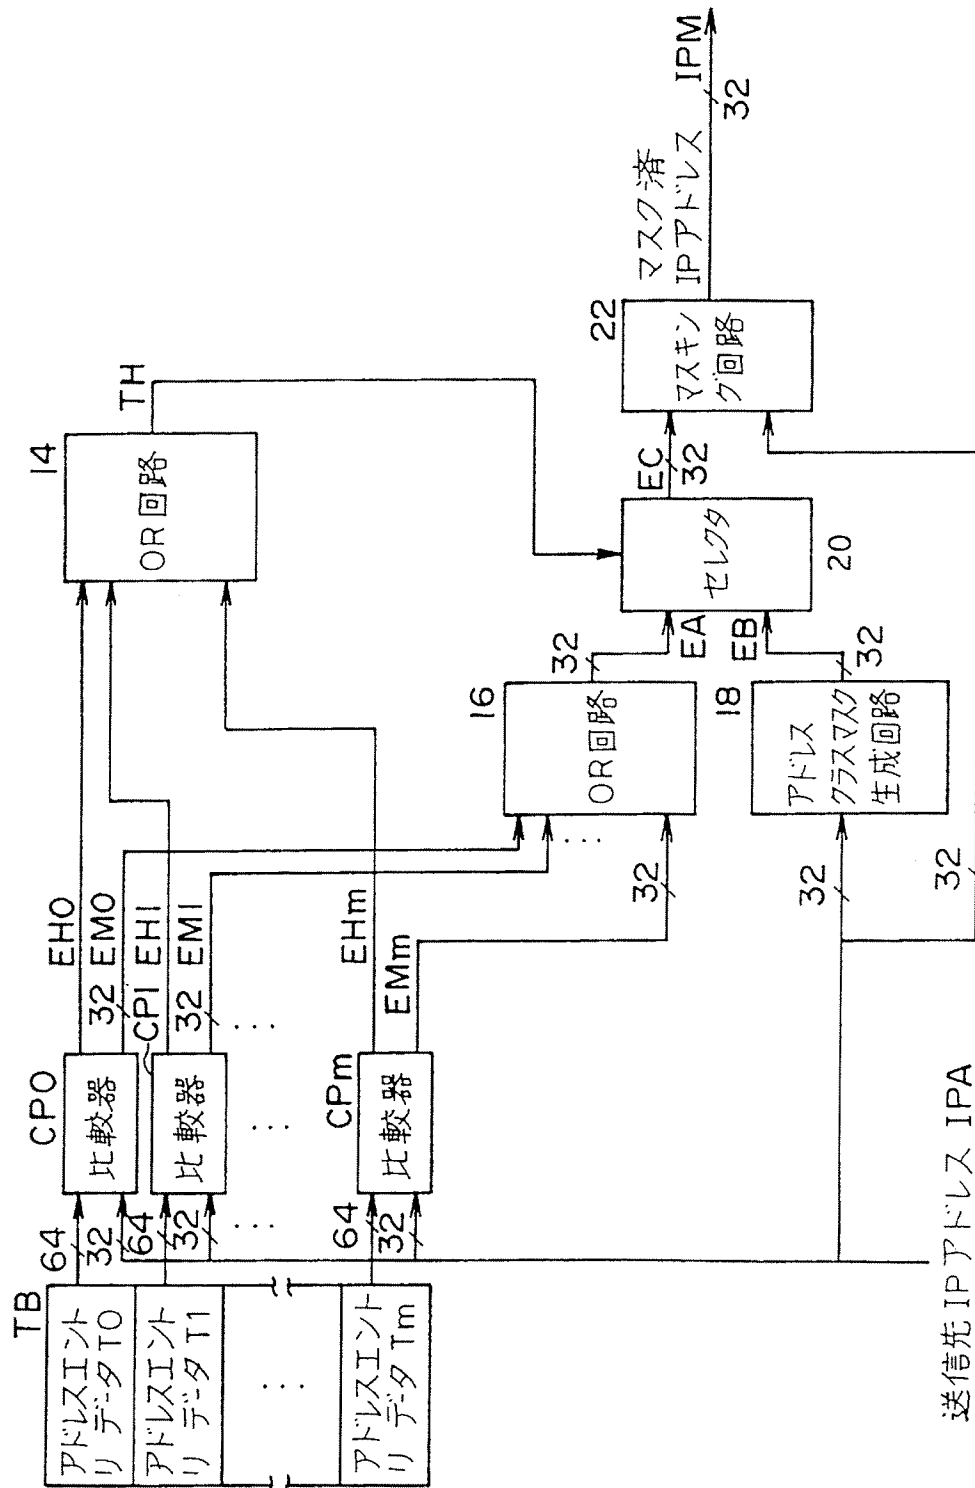 TB
アドレスエント
リ データ T0
アドレスエント
リ データ T1
...
アドレスエント
リ データ Tm
64
32
64
32
...
64
32
CP0
比較器
CP1
比較器
...
CPm
比較器
EH0
32 EM0
EH1
32 EM1
...
EHm
EMm
32
14
OR回路
TH
16
OR回路
...
32
EA
18
アドレス
クラスマスク
生成回路
32
32
EB
セレクタ
20
EC
32
22
マスキン
グ回路
32
マスク済
IPアドレス IPM
32
送信先IPアドレス IPA